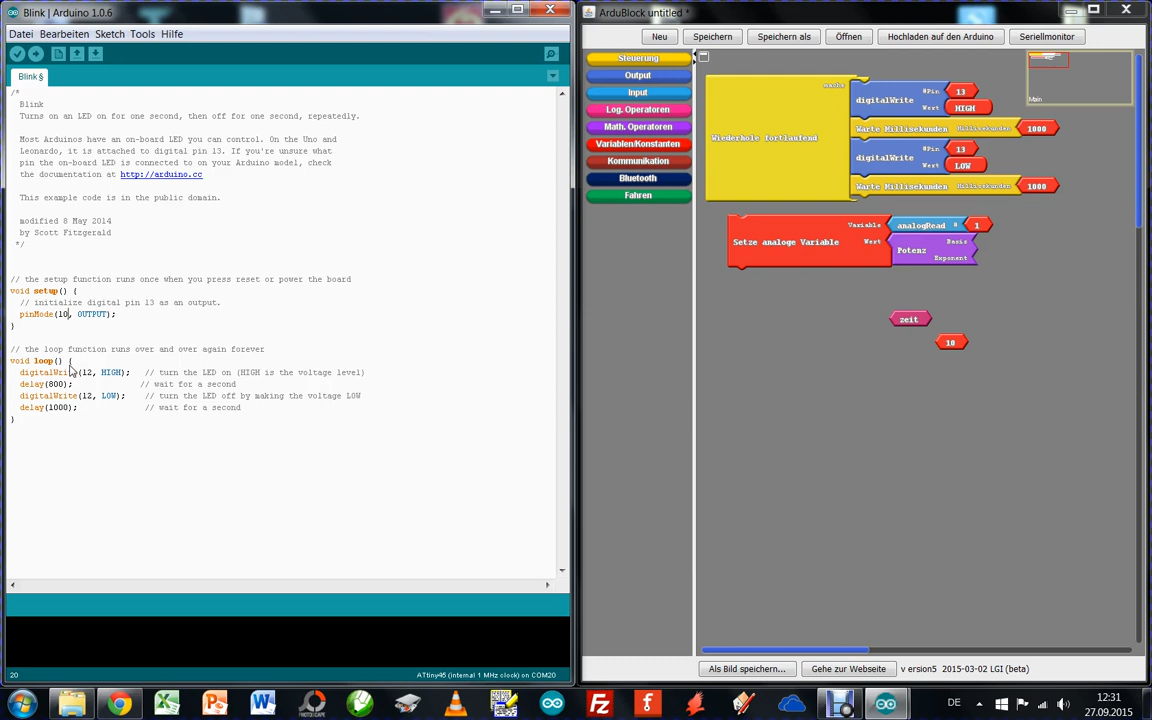 Blink | Arduino 1.0.6
Datei Bearbeiten Sketch Tools Hilfe
Blink §
/*
Blink
Turns on an LED on for one second, then off for one second, repeatedly.
Most Arduinos have an on-board LED you can control. On the Uno and
Leonardo, it is attached to digital pin 13. If you're unsure what
pin the on-board LED is connected to on your Arduino model, check
the documentation at http://arduino.cc
This example code is in the public domain.
modified 8 May 2014
by Scott Fitzgerald
*/
// the setup function runs once when you press reset or power the board
void setup() {
// initialize digital pin 13 as an output.
pinMode(10, OUTPUT);
}
// the loop function runs over and over again forever
void loop() {
digitalWrite(12, HIGH);   // turn the LED on (HIGH is the voltage level)
delay(800);   // wait for a second
digitalWrite(12, LOW);   // turn the LED off by making the voltage LOW
delay(1000);   // wait for a second
}
20
ATtiny45 (internal 1 MHz clock) on COM20
ArduBlock untitled *
Neu Speichern Speichern als Öffnen Hochladen auf den Arduino Seriellmonitor
Steuerung
Output
Input
Log. Operatoren
Math. Operatoren
Variablen/Konstanten
Kommunikation
Bluetooth
Fahren
Wiederhole fortlaufend
mache
digitalWrite #Pin 13
Wert HIGH
Warte Millisekunden Millisekunden 1000
digitalWrite #Pin 13
Wert LOW
Warte Millisekunden Millisekunden 1000
Setze analoge Variable
Variable analogRead # 1
Wert Potenz Basis
Exponent
zeit
10
Main
Als Bild speichern... Gehe zur Webseite v ersion5 2015-03-02 LGI (beta)
DE
12:31
27.09.2015